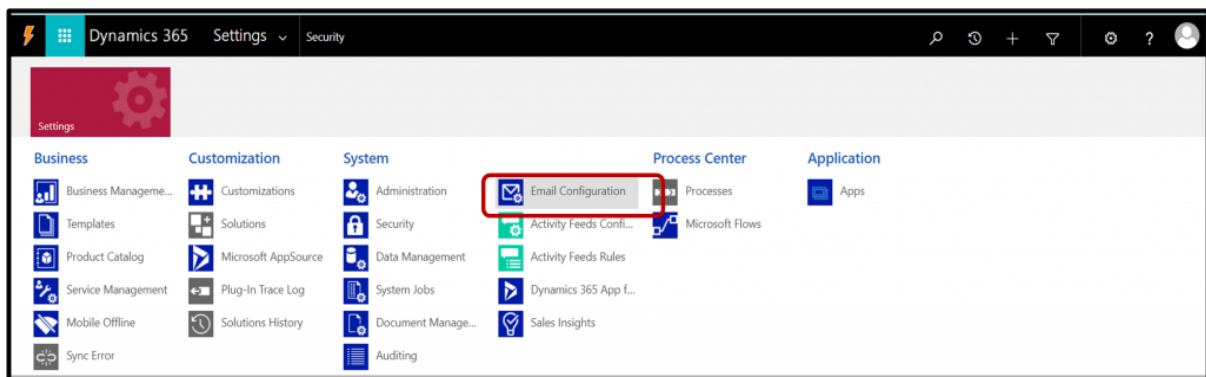 Dynamics 365 Settings Security
?
Settings
Business Customization System Process Center Application
Business Manageme... Customizations Administration Email Configuration Processes Apps
Templates Solutions Security Activity Feeds Confi... Microsoft Flows
Product Catalog Microsoft AppSource Data Management Activity Feeds Rules
Service Management Plug-In Trace Log System Jobs Dynamics 365 App f...
Mobile Offline Solutions History Document Manage... Sales Insights
Sync Error Auditing